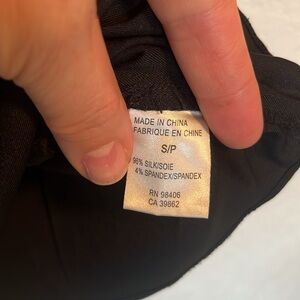 MADE IN CHINA
FABRIQUE EN CHINE
S/P
96% SILK/SOIE
4% SPANDEX/SPANDEX
RN 98406
CA 39862